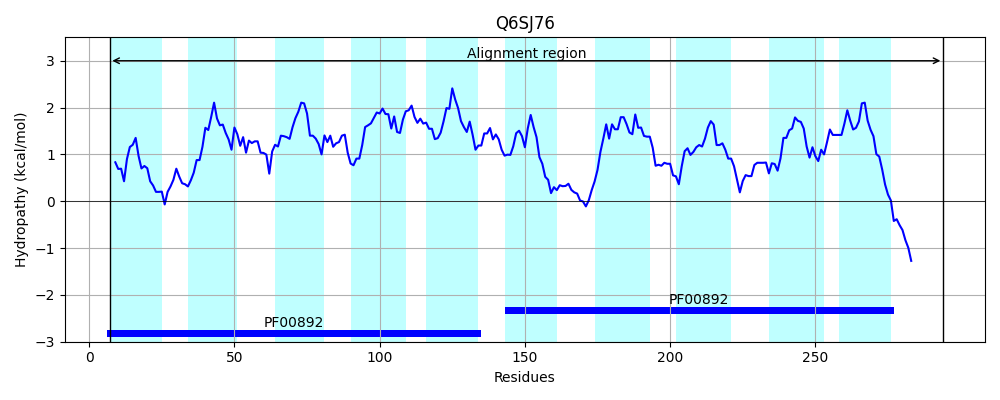 Q6SJ76
Alignment region
3
2
1
0
−1
−2
−3
Hydropathy (kcal/mol)
PF00892
PF00892
0
50
100
150
200
250
Residues